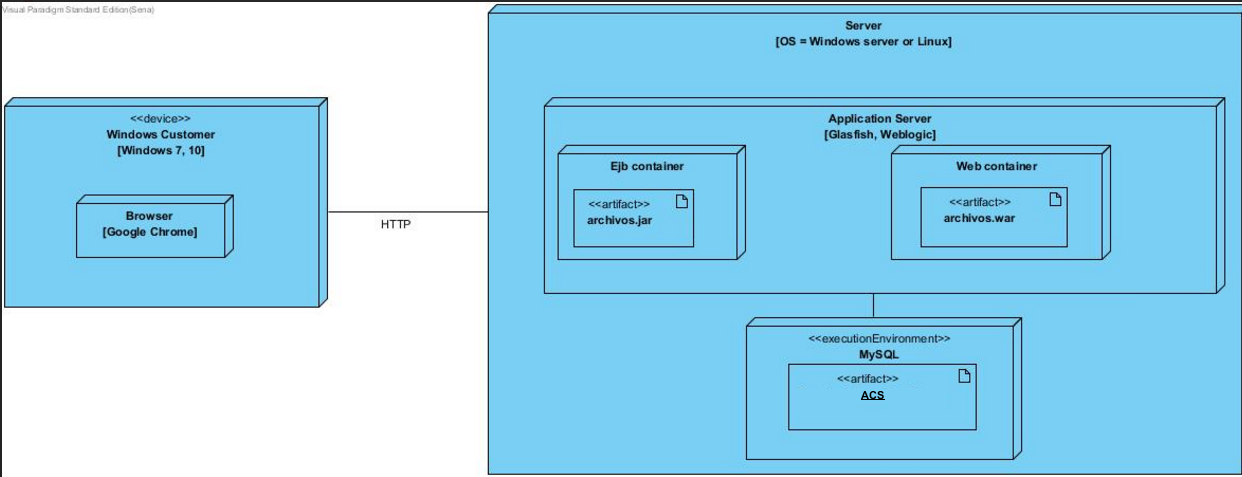 Visual Paradigm Standard Edition(Sena)
Server
[OS = Windows server or Linux]
<<device>>
Windows Customer
[Windows 7, 10]
Browser
[Google Chrome]
HTTP
Application Server
[Glasfish, Weblogic]
Ejb container
<<artifact>>
archivos.jar
Web container
<<artifact>>
archivos.war
<<executionEnvironment>>
MySQL
<<artifact>>
ACS